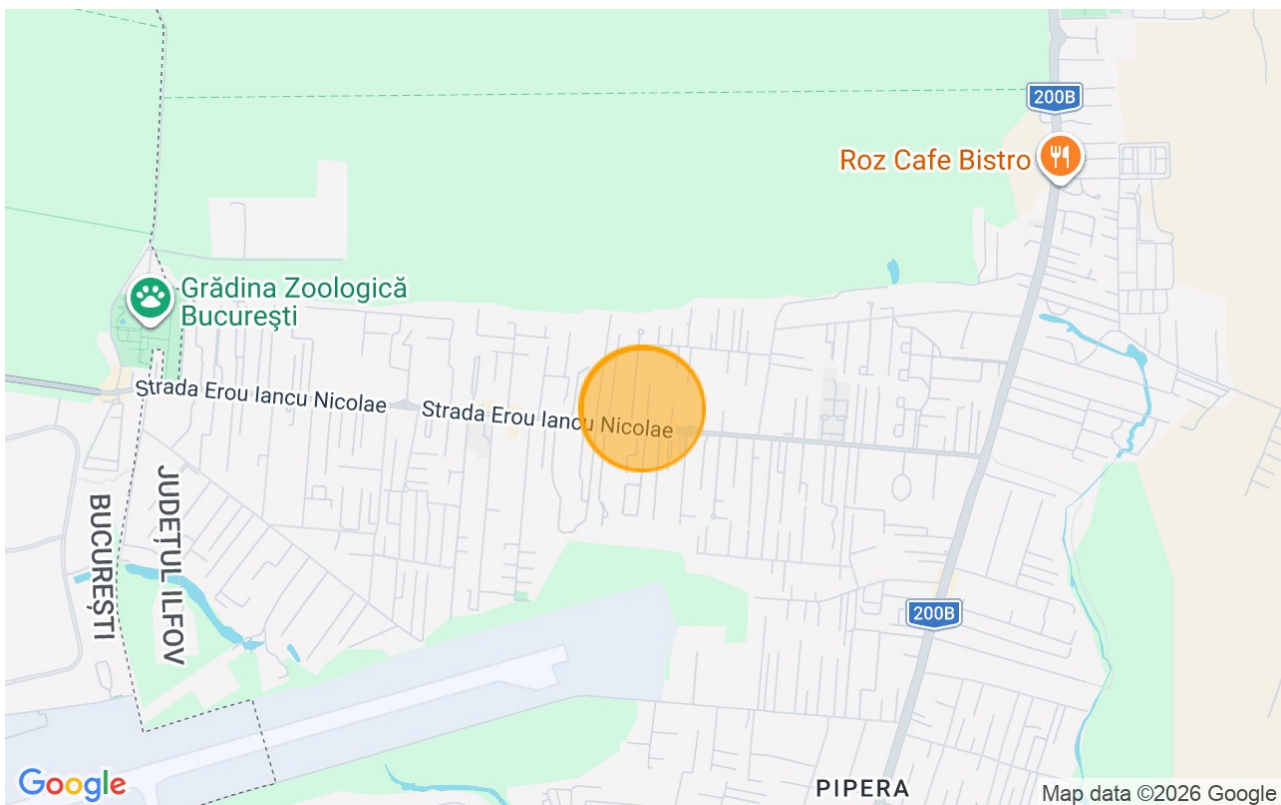 200B
Roz Cafe Bistro
Grădina Zoologică
București
Strada Erou Iancu Nicolae
Strada Erou Iancu Nicolae
JUDEȚUL ILFOV
BUCUREȘTI
200B
PIPERA
Google
Map data ©2026 Google